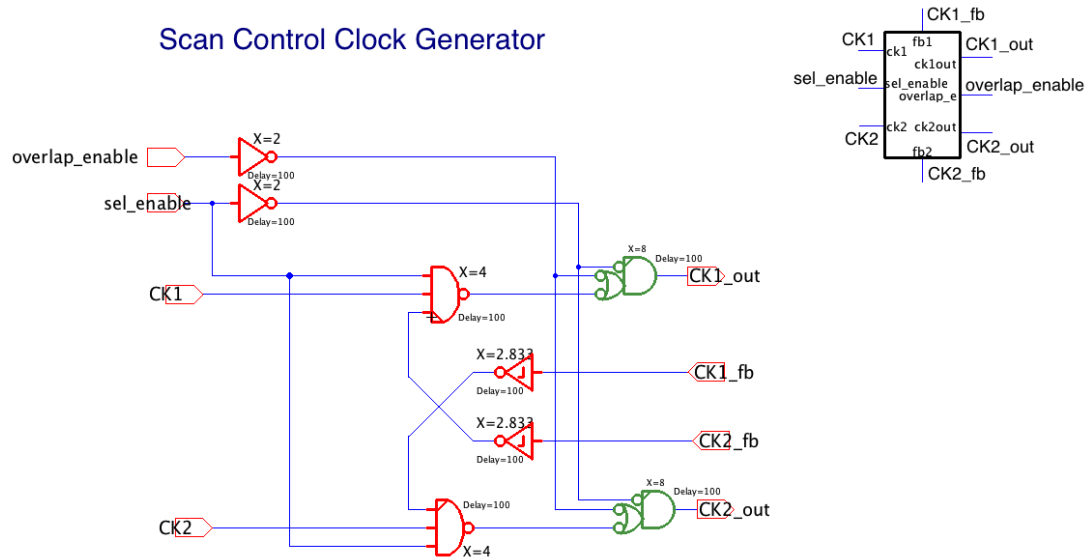 Scan Control Clock Generator
CK1_fb
CK1
fb1
CK1_out
ck1
ck1out
sel_enable
sel_enable
overlap_e
overlap_enable
ck2
ck2out
CK2
CK2_out
fb2
CK2_fb
X=2
overlap_enable
Delay=100
X=2
sel_enable
Delay=100
X=8
Delay=100
X=4
CK1_out
CK1
Delay=100
X=2.833
CK1_fb
Delay=100
X=2.833
CK2_fb
Delay=100
X=8
Delay=100
Delay=100
CK2_out
CK2
X=4